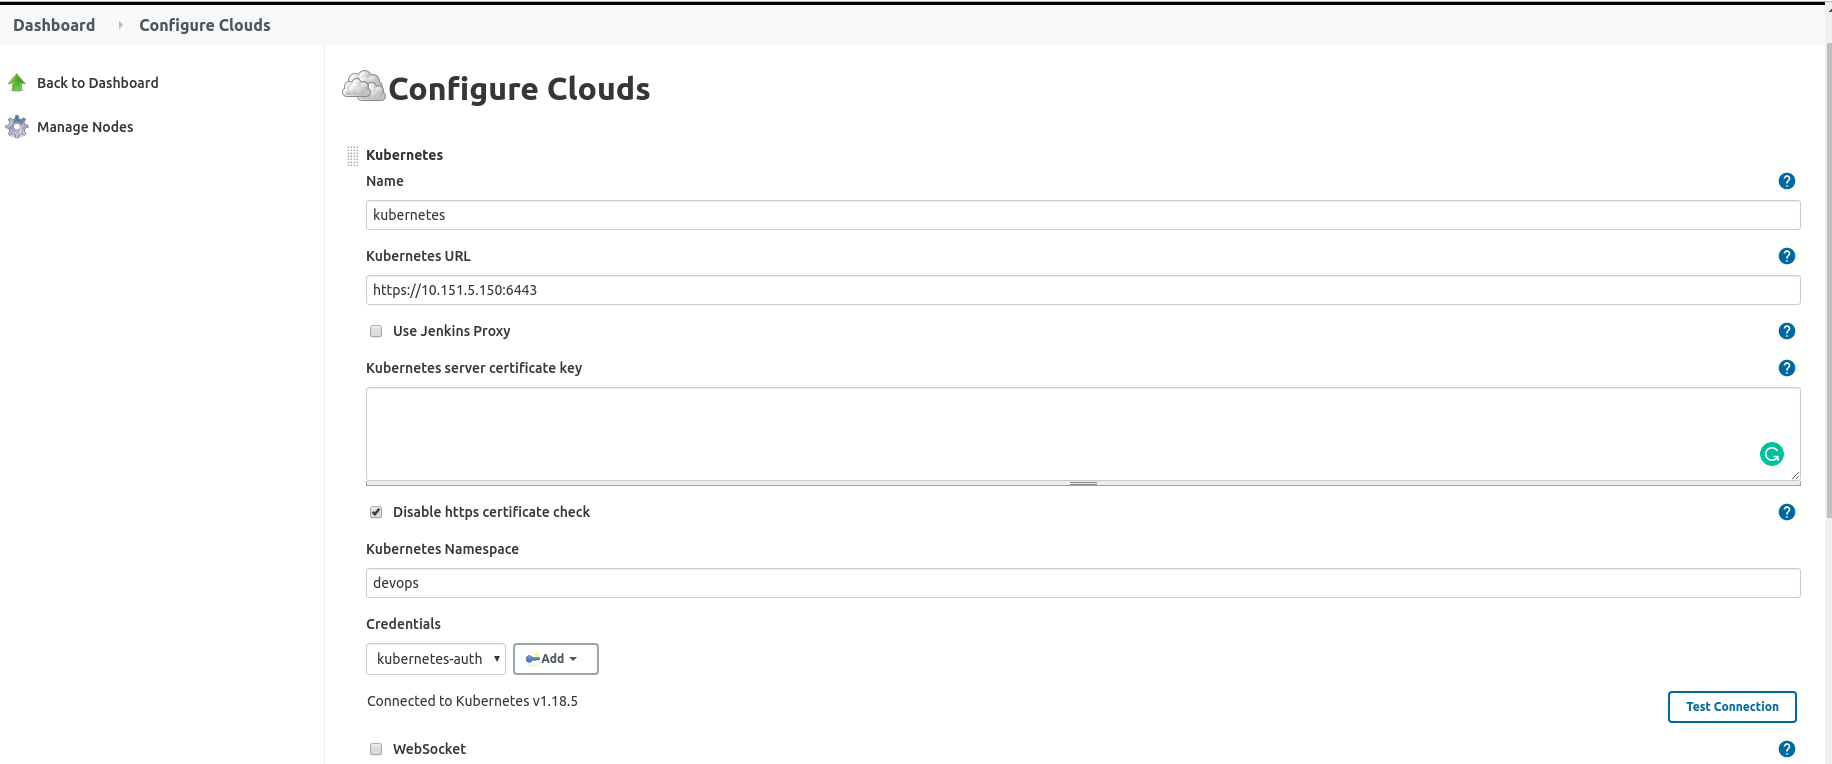 Dashboard Configure Clouds
Back to Dashboard
Manage Nodes
Configure Clouds
Kubernetes
Name
kubernetes
Kubernetes URL
https://10.151.5.150:6443
Use Jenkins Proxy
Kubernetes server certificate key
Disable https certificate check
Kubernetes Namespace
devops
Credentials
kubernetes-auth Add
Connected to Kubernetes v1.18.5
Test Connection
WebSocket